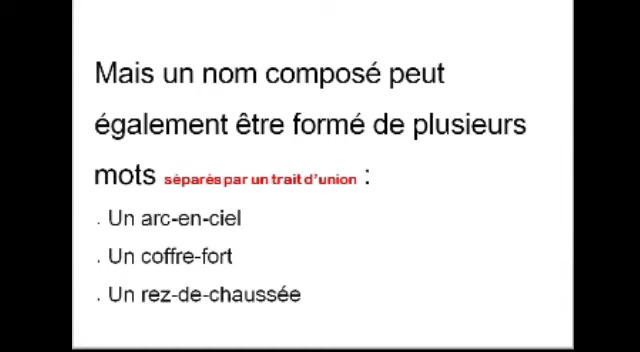 Mais un nom composé peut
également être formé de plusieurs
mots séparés par un trait d'union :
. Un arc-en-ciel
. Un coffre-fort
. Un rez-de-chaussée